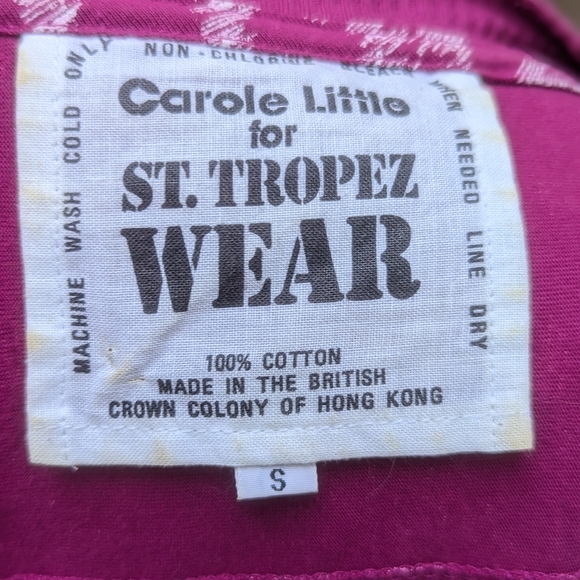 MACHINE WASH COLD ONLY
NON-CHLORINE BLEACH
WHEN NEEDED LINE DRY
Carole Little
for
ST. TROPEZ
WEAR
100% COTTON
MADE IN THE BRITISH
CROWN COLONY OF HONG KONG
S